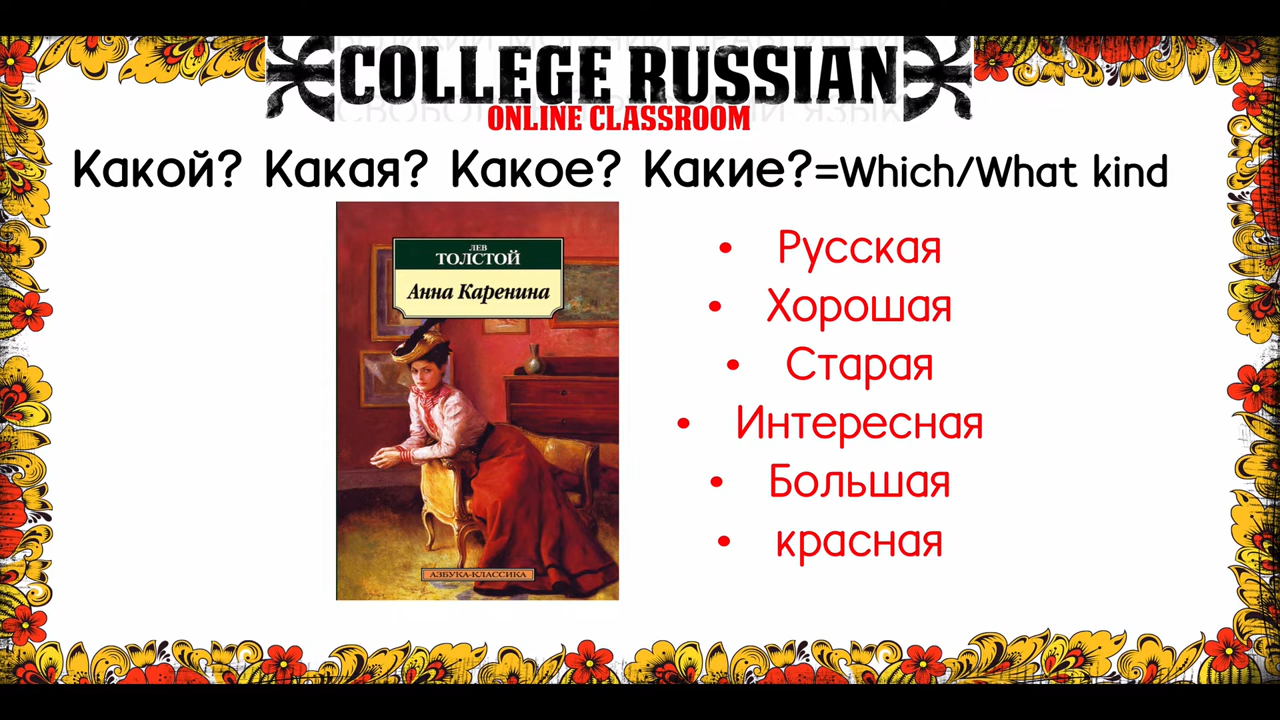 COLLEGE RUSSIAN
ONLINE CLASSROOM
Какой? Какая? Какое? Какие?=Which/What kind
ЛЕВ
ТОЛСТОЙ
Анна Каренина
АЗБУКА-КЛАССИКА
• Русская
• Хорошая
• Старая
• Интересная
• Большая
• красная